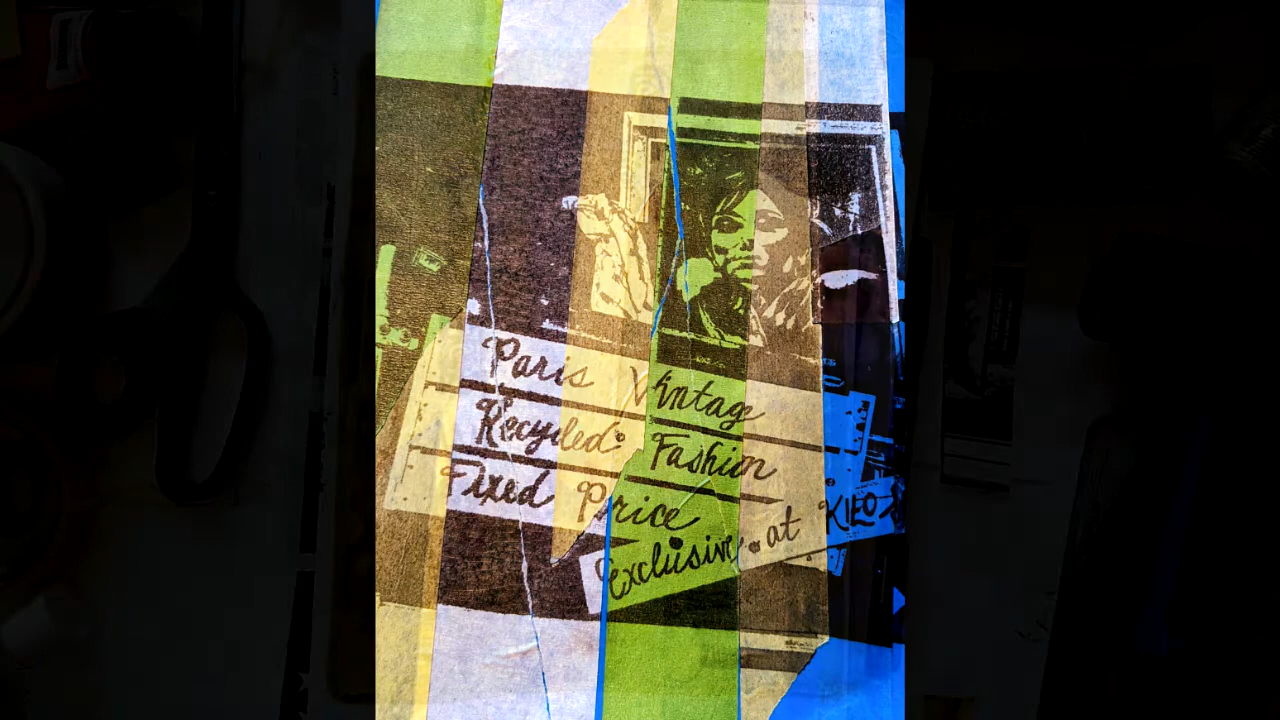 Paris Vintage
Recycled
Fashion
Fixed Price
exclusive at KILO